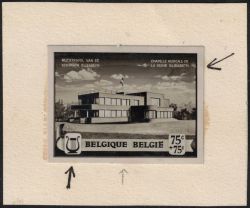 MUZIEKKAPEL VAN DE
KONINGIN ELISABETH
CHAPELLE MUSICALE DE
LA REINE ELISABETH
BELGIQUE BELGIË
75c
+75c